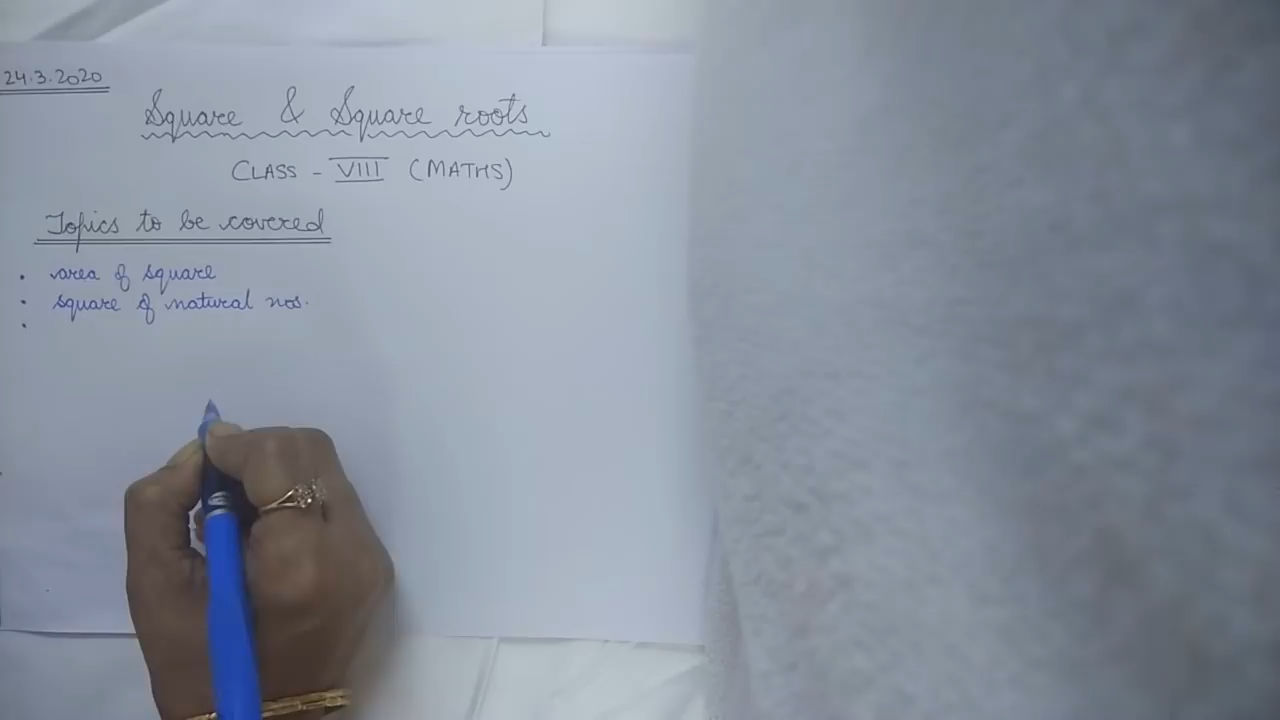 24.3.2020
Square & Square roots
CLASS - VIII (MATHS)
Topics to be covered
• area of square
• square of natural nos.
•